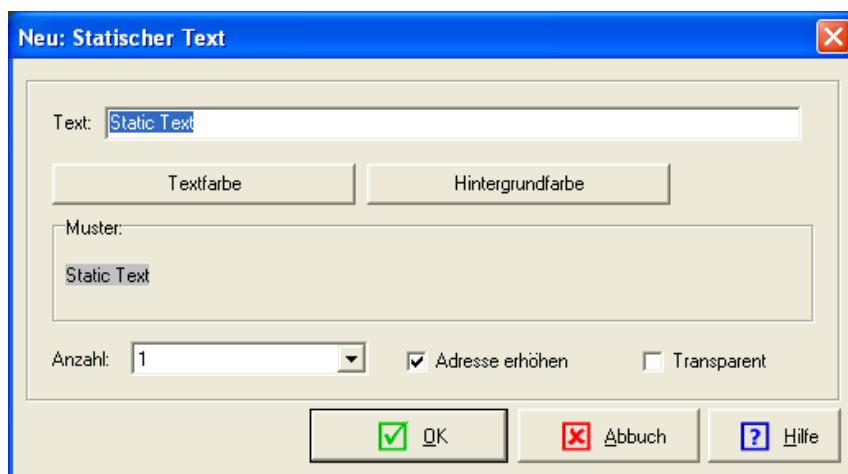 Neu: Statischer Text
Text: Static Text
Textfarbe Hintergrundfarbe
Muster:
Static Text
Anzahl: 1 Adresse erhöhen Transparent
OK Abbuch Hilfe